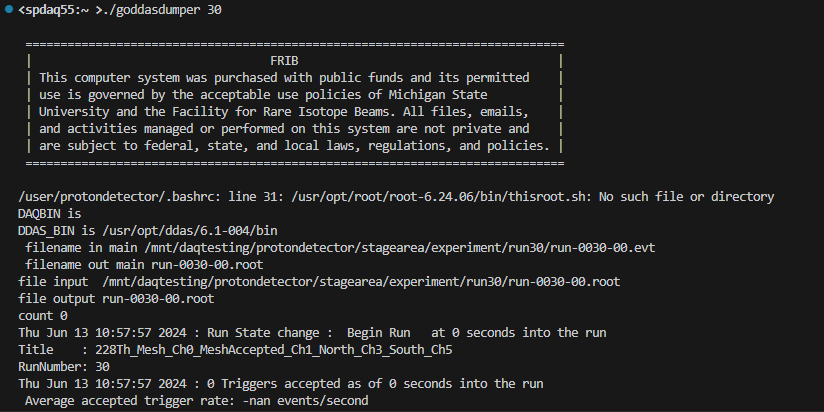 <spdaq55:~ >./goddasdumper 30
==============================================================
| FRIB |
| This computer system was purchased with public funds and its permitted |
| use is governed by the acceptable use policies of Michigan State |
| University and the Facility for Rare Isotope Beams. All files, emails, |
| and activities managed or performed on this system are not private and |
| are subject to federal, state, and local laws, regulations, and policies. |
==============================================================
/user/protondetector/.bashrc: line 31: /usr/opt/root/root-6.24.06/bin/thisroot.sh: No such file or directory
DAQBIN is
DDAS_BIN is /usr/opt/ddas/6.1-004/bin
filename in main /mnt/daqtesting/protondetector/stagearea/experiment/run30/run-0030-00.evt
filename out main run-0030-00.root
file input  /mnt/daqtesting/protondetector/stagearea/experiment/run30/run-0030-00.root
file output run-0030-00.root
count 0
Thu Jun 13 10:57:57 2024 : Run State change :  Begin Run   at 0 seconds into the run
Title    : 228Th_Mesh_Ch0_MeshAccepted_Ch1_North_Ch3_South_Ch5
RunNumber: 30
Thu Jun 13 10:57:57 2024 : 0 Triggers accepted as of 0 seconds into the run
Average accepted trigger rate: -nan events/second